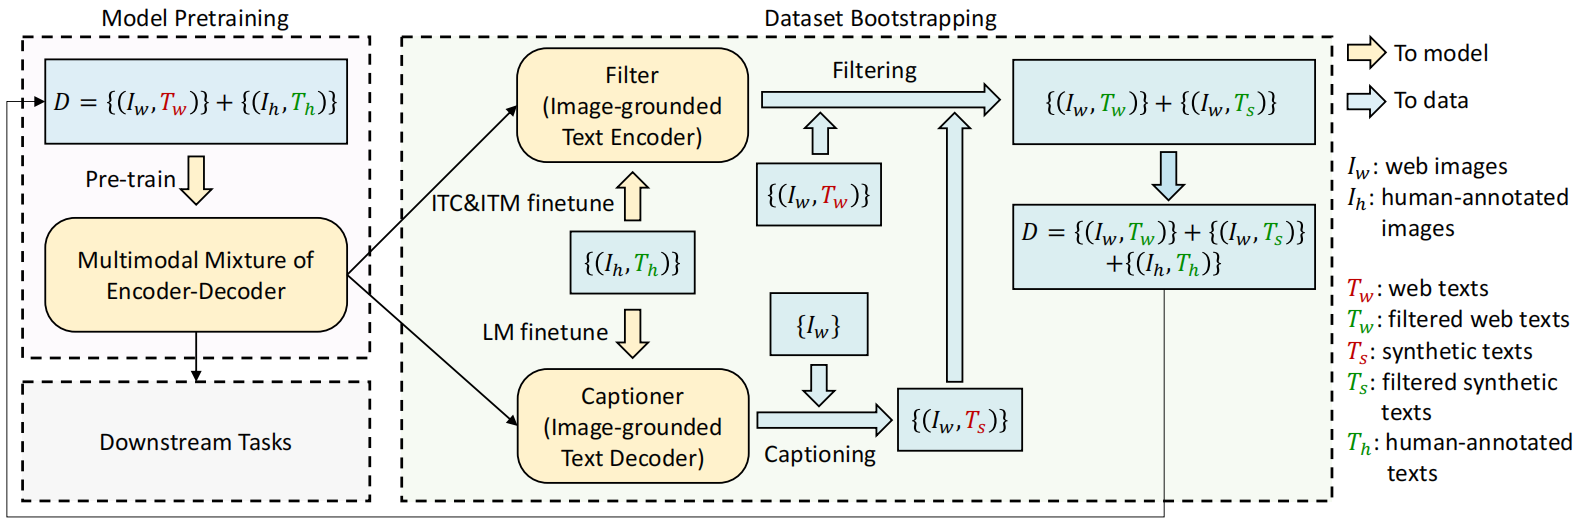 Model Pretraining
D = {(I_w, T_w)} + {(I_h, T_h)}
Pre-train
Multimodal Mixture of
Encoder-Decoder
Downstream Tasks
Dataset Bootstrapping
Filter
(Image-grounded
Text Encoder)
ITC&ITM finetune
{(I_h, T_h)}
LM finetune
Captioner
(Image-grounded
Text Decoder)
Filtering
{(I_w, T_w)}
{I_w}
Captioning
{(I_w, T_s)}
{(I_w, T_w)} + {(I_w, T_s)}
D = {(I_w, T_w)} + {(I_w, T_s)}
+{(I_h, T_h)}
To model
To data
I_w: web images
I_h: human-annotated
images
T_w: web texts
T_w: filtered web texts
T_s: synthetic texts
T_s: filtered synthetic
texts
T_h: human-annotated
texts